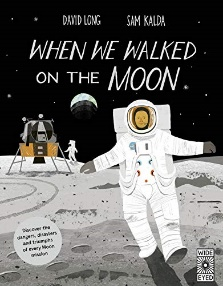 DAVID LONG SAM KALDA
WHEN WE WALKED
ON THE MOON
Discover the
dangers, disasters
and triumphs
of every Moon
mission
WIDE
EYED